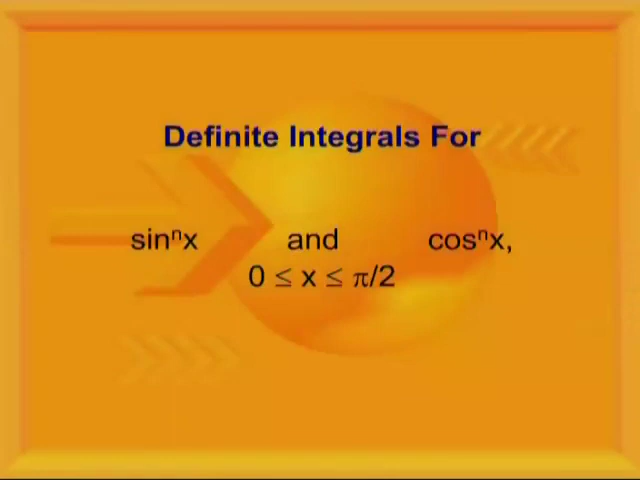 Definite Integrals For
sinⁿx and cosⁿx,
0 ≤ x ≤ π/2